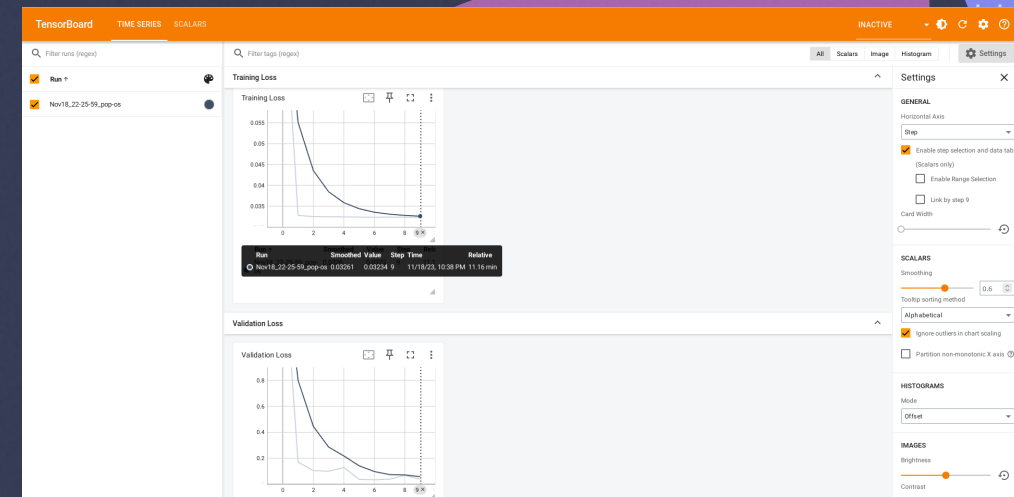 TensorBoard TIME SERIES SCALARS INACTIVE
Filter runs (regex)
Run ↑
Nov18_22-25-59_pop-os
Filter tags (regex)
All Scalars Image Histogram Settings
Training Loss
Training Loss
0.055
0.05
0.045
0.04
0.035
0 2 4 6 8 9 ×
Run Smoothed Value Step Time Relative
Nov18_22-25-59_pop-os 0.03261 0.03234 9 11/18/23, 10:38 PM 11.16 min
Validation Loss
Validation Loss
0.8
0.6
0.4
0.2
0 2 4 6 8 9 ×
Settings
GENERAL
Horizontal Axis
Step
Enable step selection and data tab
(Scalars only)
Enable Range Selection
Link by step 9
Card Width
SCALARS
Smoothing
0.6
Tooltip sorting method
Alphabetical
Ignore outliers in chart scaling
Partition non-monotonic X axis
HISTOGRAMS
Mode
Offset
IMAGES
Brightness
Contrast